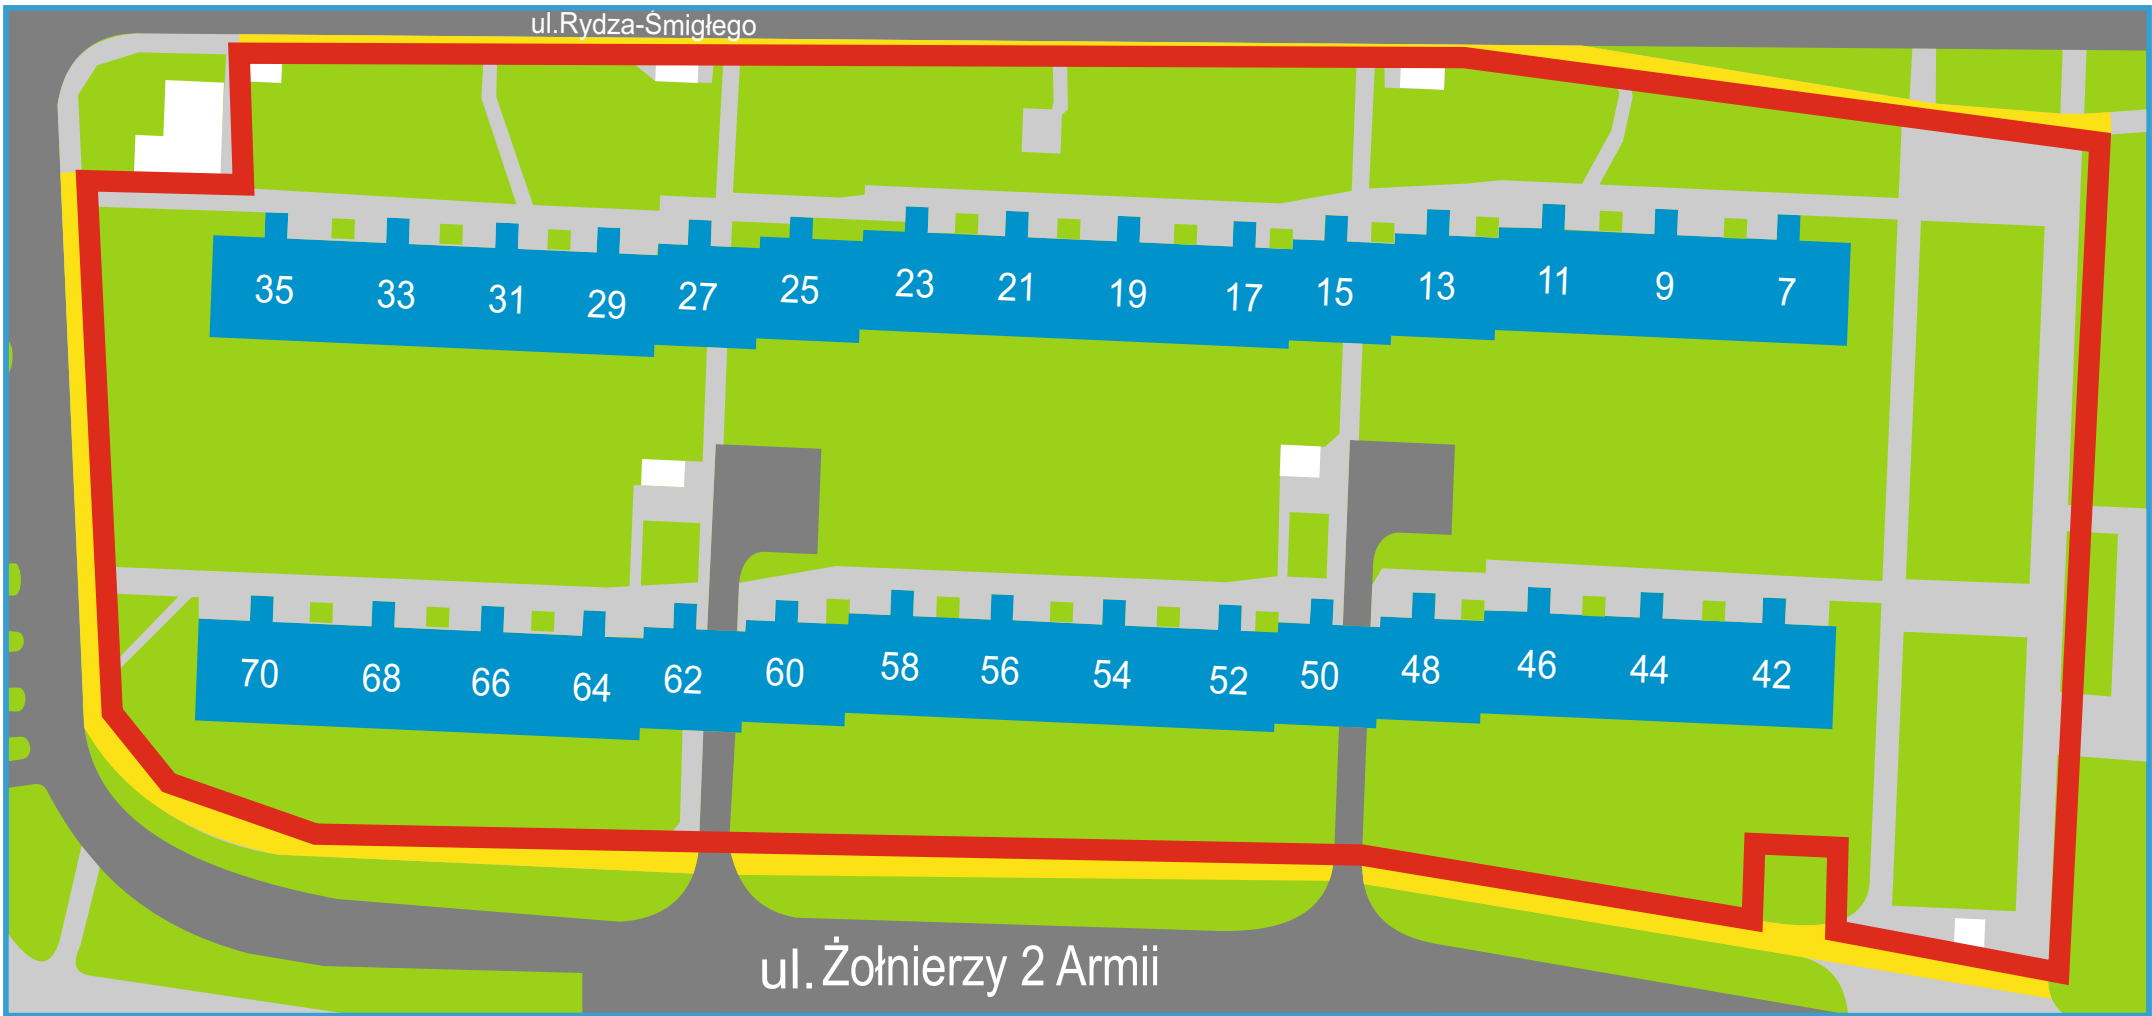 ul.Rydza-Śmigłego
35 33 31 29 27 25 23 21 19 17 15 13 11 9 7
70 68 66 64 62 60 58 56 54 52 50 48 46 44 42
ul. Żołnierzy 2 Armii